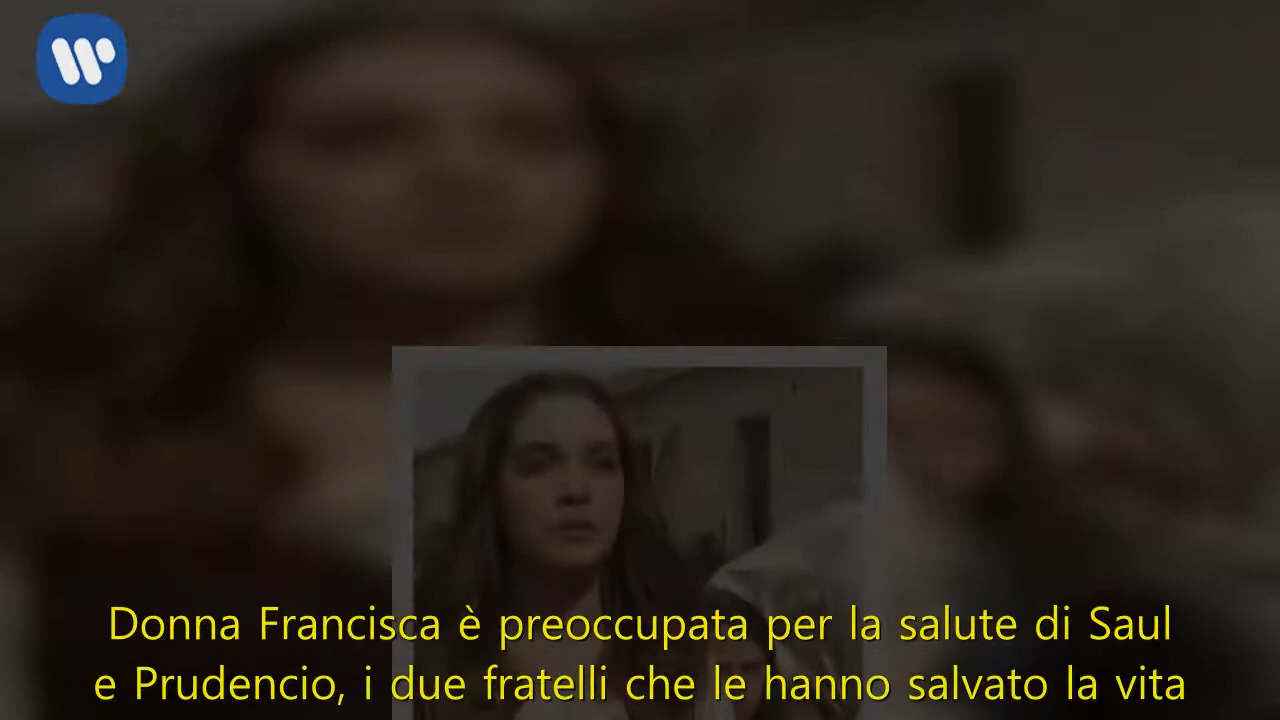 Donna Francisca è preoccupata per la salute di Saul
e Prudencio, i due fratelli che le hanno salvato la vita